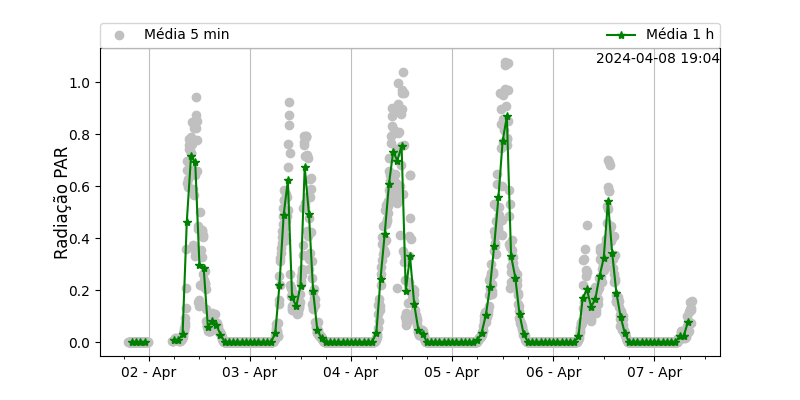 Média 5 min
Média 1 h
2024-04-08 19:04
Radiação PAR
1.0
0.8
0.6
0.4
0.2
0.0
02 - Apr
03 - Apr
04 - Apr
05 - Apr
06 - Apr
07 - Apr